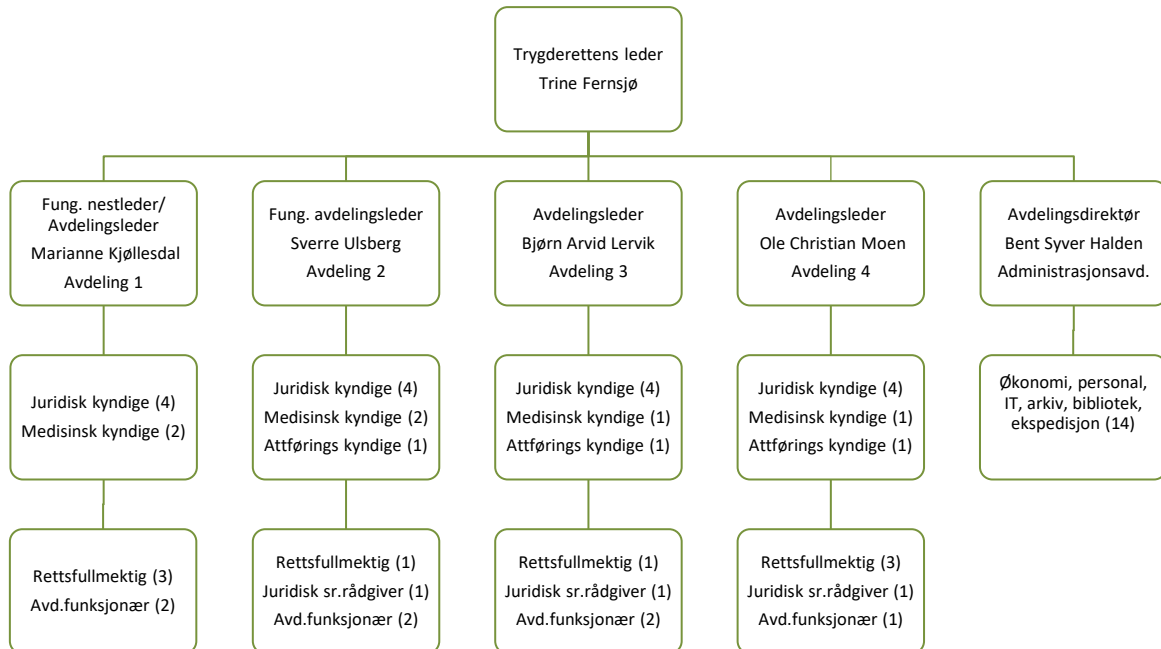 Trygderettens leder
Trine Fernsjø
Fung. nestleder/
Avdelingsleder
Marianne Kjøllesdal
Avdeling 1
Fung. avdelingsleder
Sverre Ulsberg
Avdeling 2
Avdelingsleder
Bjørn Arvid Lervik
Avdeling 3
Avdelingsleder
Ole Christian Moen
Avdeling 4
Avdelingsdirektør
Bent Syver Halden
Administrasjonsavd.
Juridisk kyndige (4)
Medisinsk kyndige (2)
Juridisk kyndige (4)
Medisinsk kyndige (2)
Attførings kyndige (1)
Juridisk kyndige (4)
Medisinsk kyndige (1)
Attførings kyndige (1)
Juridisk kyndige (4)
Medisinsk kyndige (1)
Attførings kyndige (1)
Økonomi, personal,
IT, arkiv, bibliotek,
ekspedisjon (14)
Rettsfullmektig (3)
Avd.funksjonær (2)
Rettsfullmektig (1)
Juridisk sr.rådgiver (1)
Avd.funksjonær (2)
Rettsfullmektig (1)
Juridisk sr.rådgiver (1)
Avd.funksjonær (2)
Rettsfullmektig (3)
Juridisk sr.rådgiver (1)
Avd.funksjonær (1)